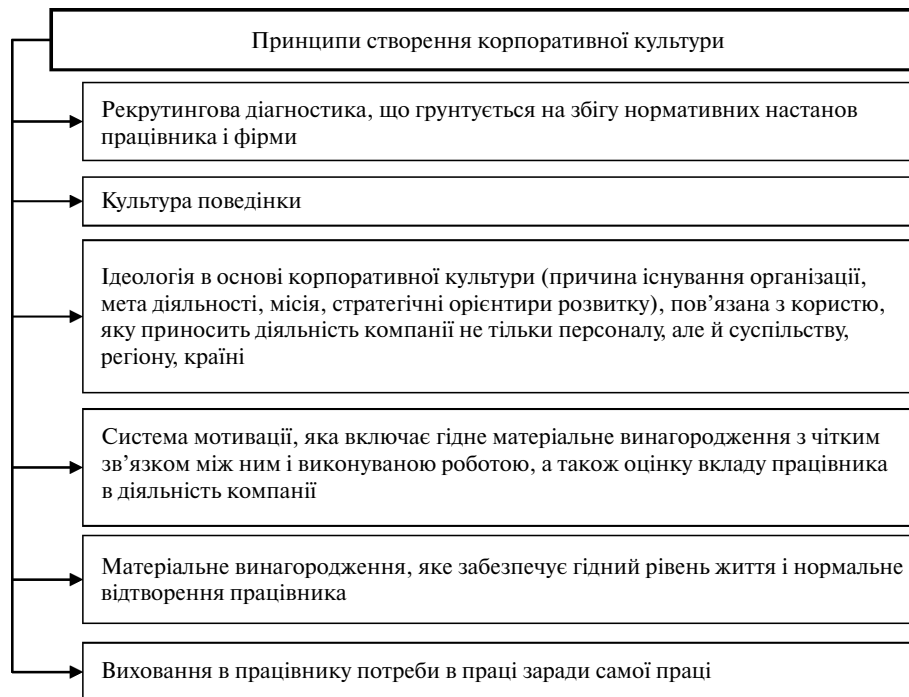 Принципи створення корпоративної культури
Рекрутингова діагностика, що грунтується на збігу нормативних настанов
працівника і фірми
Культура поведінки
Ідеологія в основі корпоративної культури (причина існування організації,
мета діяльності, місія, стратегічні орієнтири розвитку), пов’язана з користю,
яку приносить діяльність компанії не тільки персоналу, але й суспільству,
регіону, країні
Система мотивації, яка включає гідне матеріальне винагородження з чітким
зв’язком між ним і виконуваною роботою, а також оцінку вкладу працівника
в діяльність компанії
Матеріальне винагородження, яке забезпечує гідний рівень життя і нормальне
відтворення працівника
Виховання в працівнику потреби в праці заради самої праці